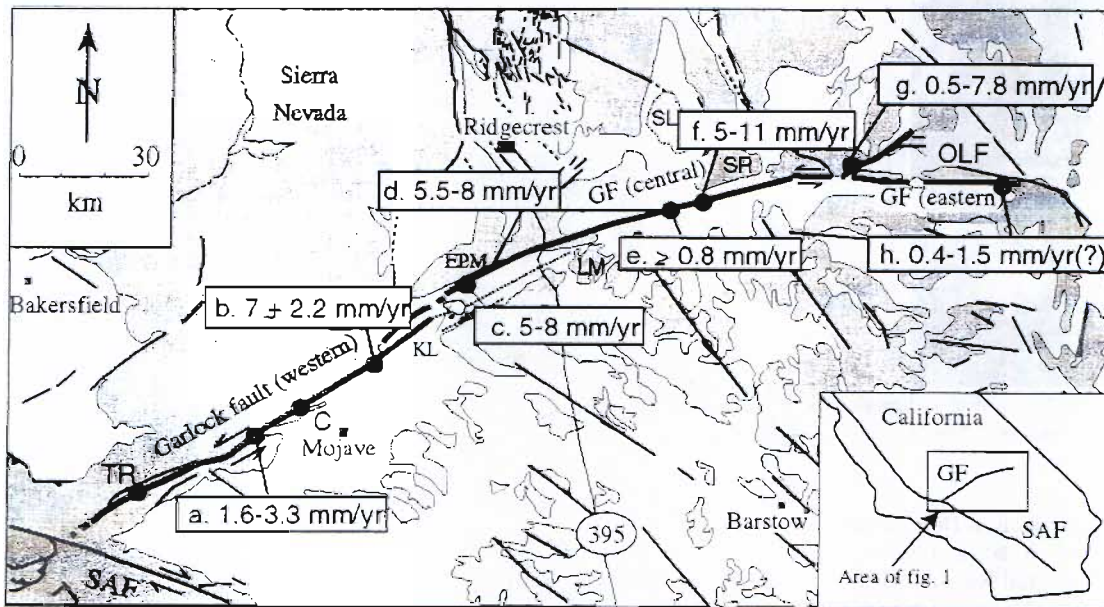 N
0 30
km
Sierra
Nevada
Ridgecrest
SL
g. 0.5-7.8 mm/yr
f. 5-11 mm/yr
SR
OLF
d. 5.5-8 mm/yr
GF (central)
GF (eastern)
EPM
LM
e. ≥ 0.8 mm/yr
h. 0.4-1.5 mm/yr(?)
Bakersfield
b. 7 ± 2.2 mm/yr
KL
c. 5-8 mm/yr
Garlock fault (western)
C
Mojave
TR
a. 1.6-3.3 mm/yr
SAF
395
Barstow
California
GF
SAF
Area of fig. 1